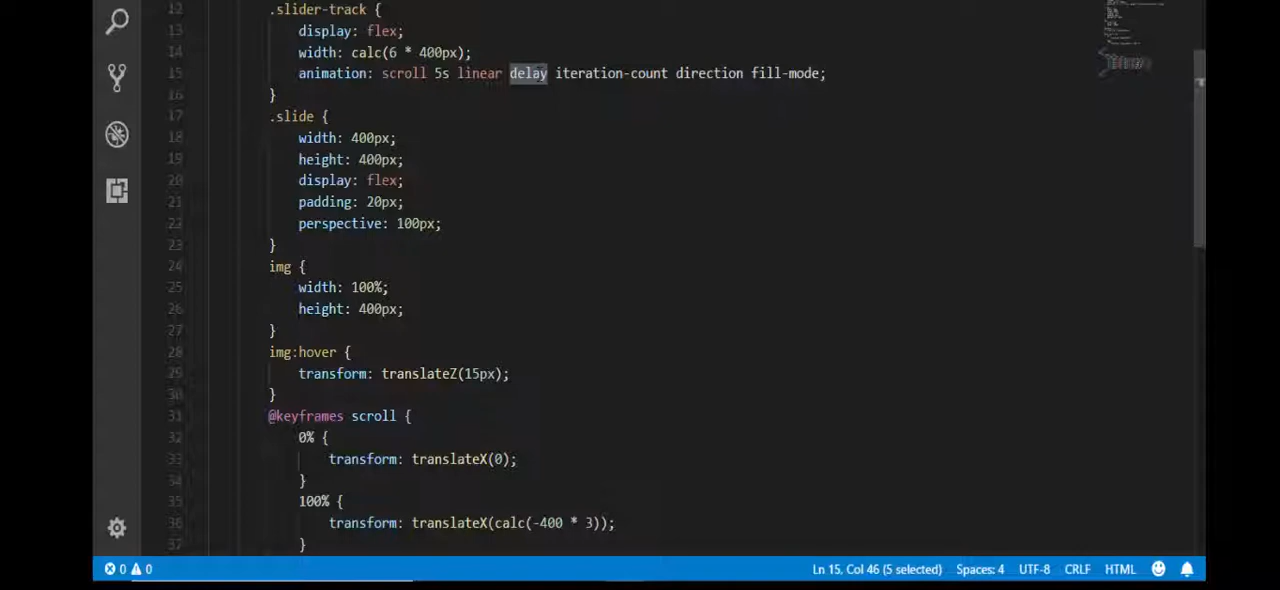 12 .slider-track {
13 display: flex;
14 width: calc(6 * 400px);
15 animation: scroll 5s linear delay iteration-count direction fill-mode;
16 }
17 .slide {
18 width: 400px;
19 height: 400px;
20 display: flex;
21 padding: 20px;
22 perspective: 100px;
23 }
24 img {
25 width: 100%;
26 height: 400px;
27 }
28 img:hover {
29 transform: translateZ(15px);
30 }
31 @keyframes scroll {
32 0% {
33 transform: translateX(0);
34 }
35 100% {
36 transform: translateX(calc(-400 * 3));
37 }
0 0 Ln 15, Col 46 (5 selected) Spaces: 4 UTF-8 CRLF HTML